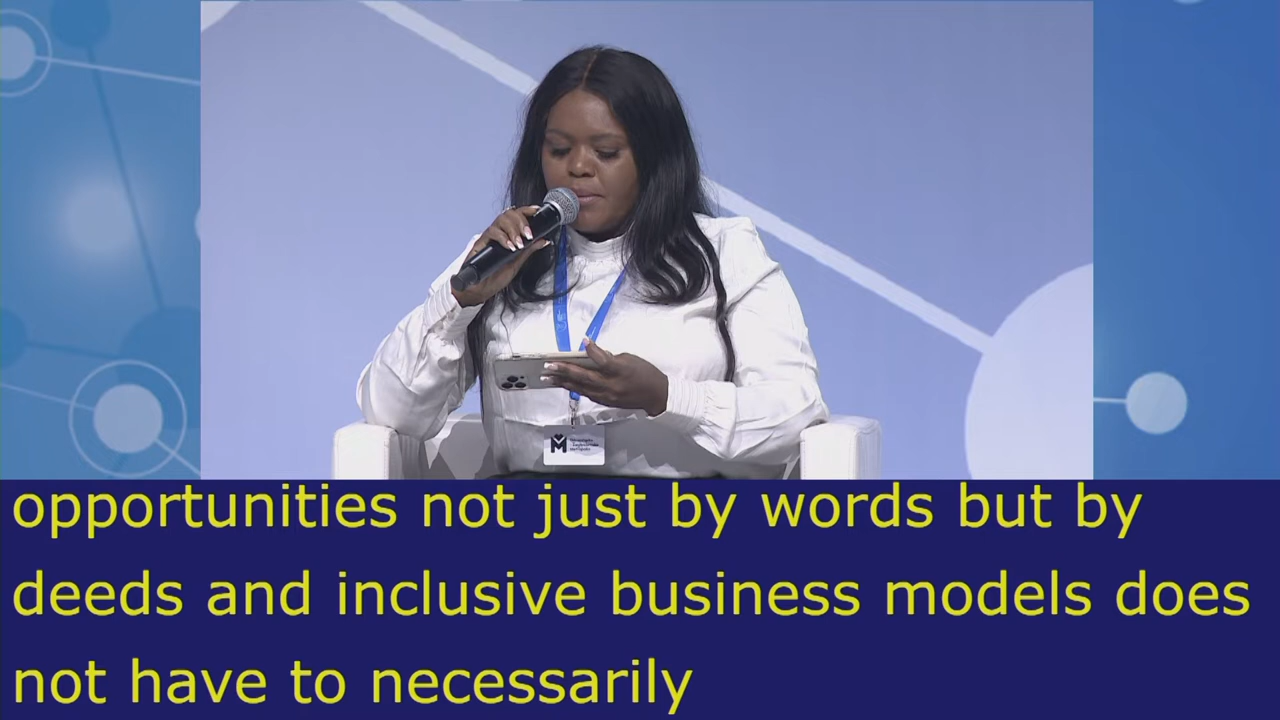 opportunities not just by words but by
deeds and inclusive business models does
not have to necessarily